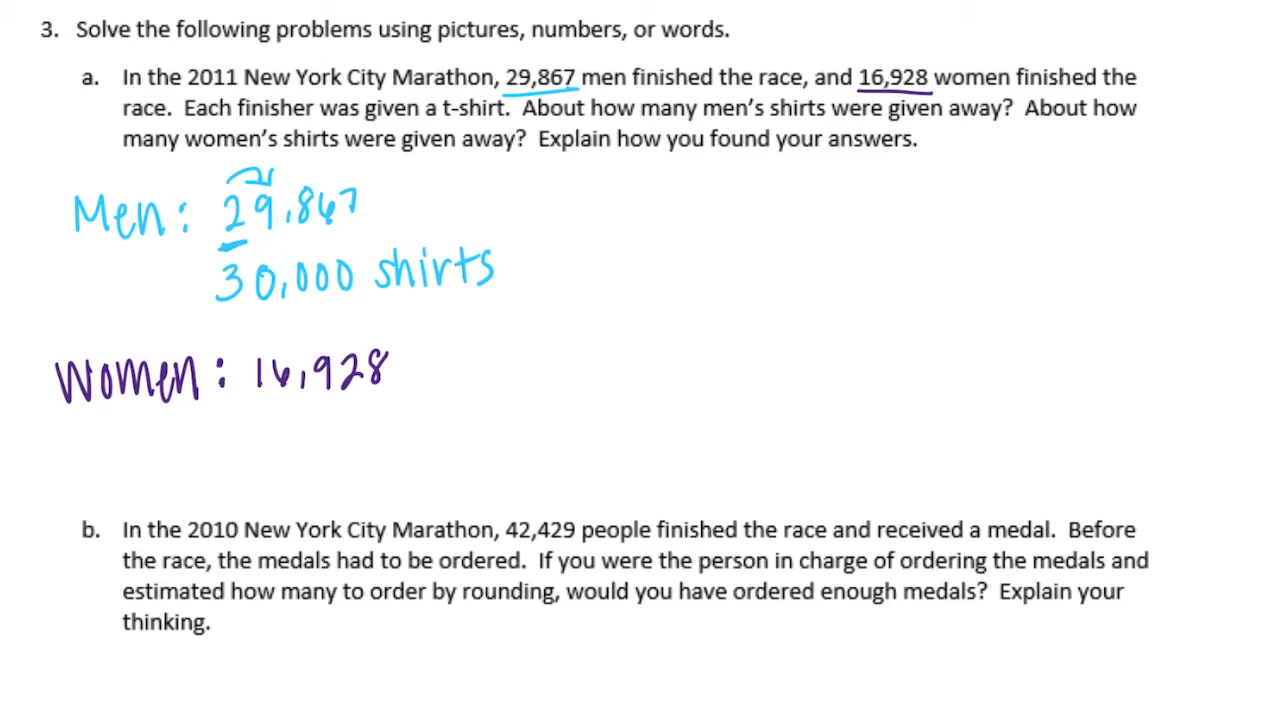 3. Solve the following problems using pictures, numbers, or words.
a. In the 2011 New York City Marathon, 29,867 men finished the race, and 16,928 women finished the
race. Each finisher was given a t-shirt. About how many men's shirts were given away? About how
many women's shirts were given away? Explain how you found your answers.
Men: 29,867
30,000 shirts
Women: 16,928
b. In the 2010 New York City Marathon, 42,429 people finished the race and received a medal. Before
the race, the medals had to be ordered. If you were the person in charge of ordering the medals and
estimated how many to order by rounding, would you have ordered enough medals? Explain your
thinking.